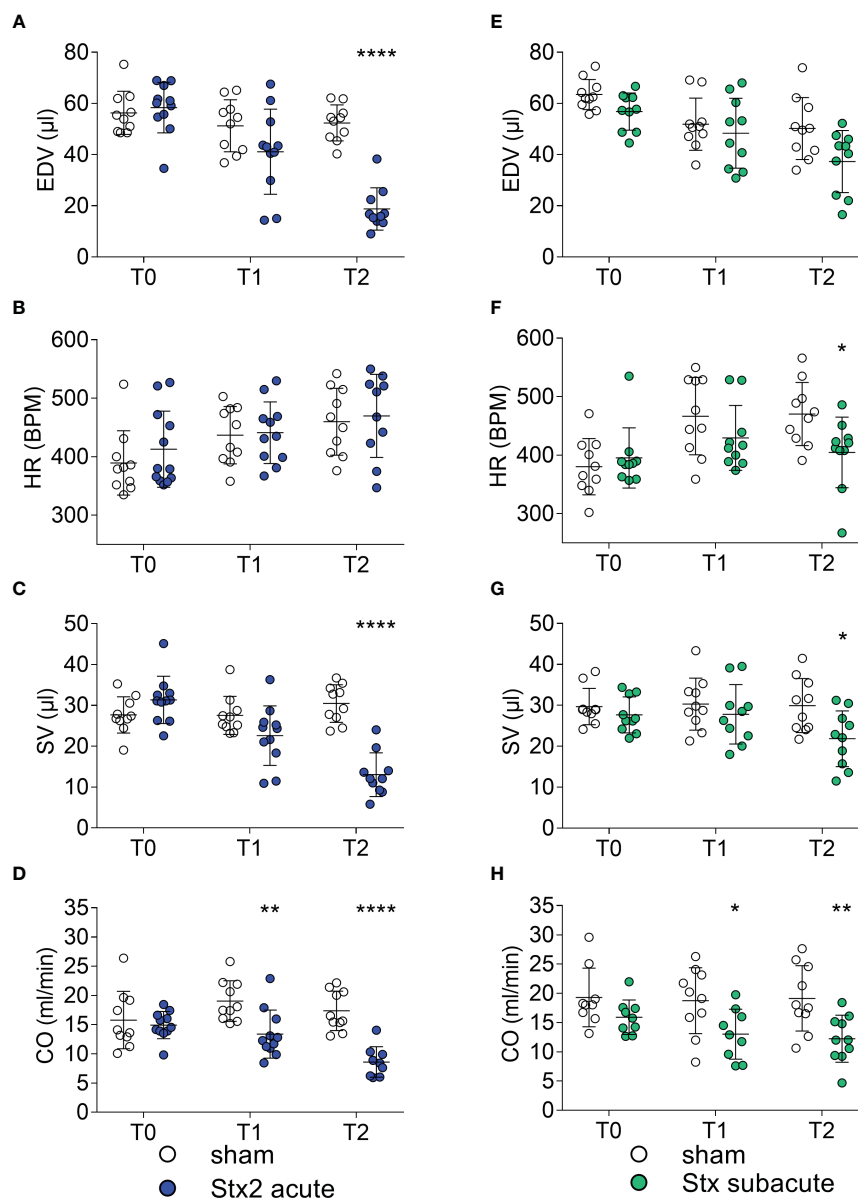 A
EDV (µl)
80
60
40
20
0
****
T0 T1 T2
B
HR (BPM)
600
500
400
300
T0 T1 T2
C
SV (µl)
50
40
30
20
10
0
****
T0 T1 T2
D
CO (ml/min)
35
30
25
20
15
10
5
0
** ****
T0 T1 T2
sham
Stx2 acute
E
EDV (µl)
80
60
40
20
0
T0 T1 T2
F
HR (BPM)
600
500
400
300
*
T0 T1 T2
G
SV (µl)
50
40
30
20
10
0
*
T0 T1 T2
H
CO (ml/min)
35
30
25
20
15
10
5
0
* **
T0 T1 T2
sham
Stx subacute